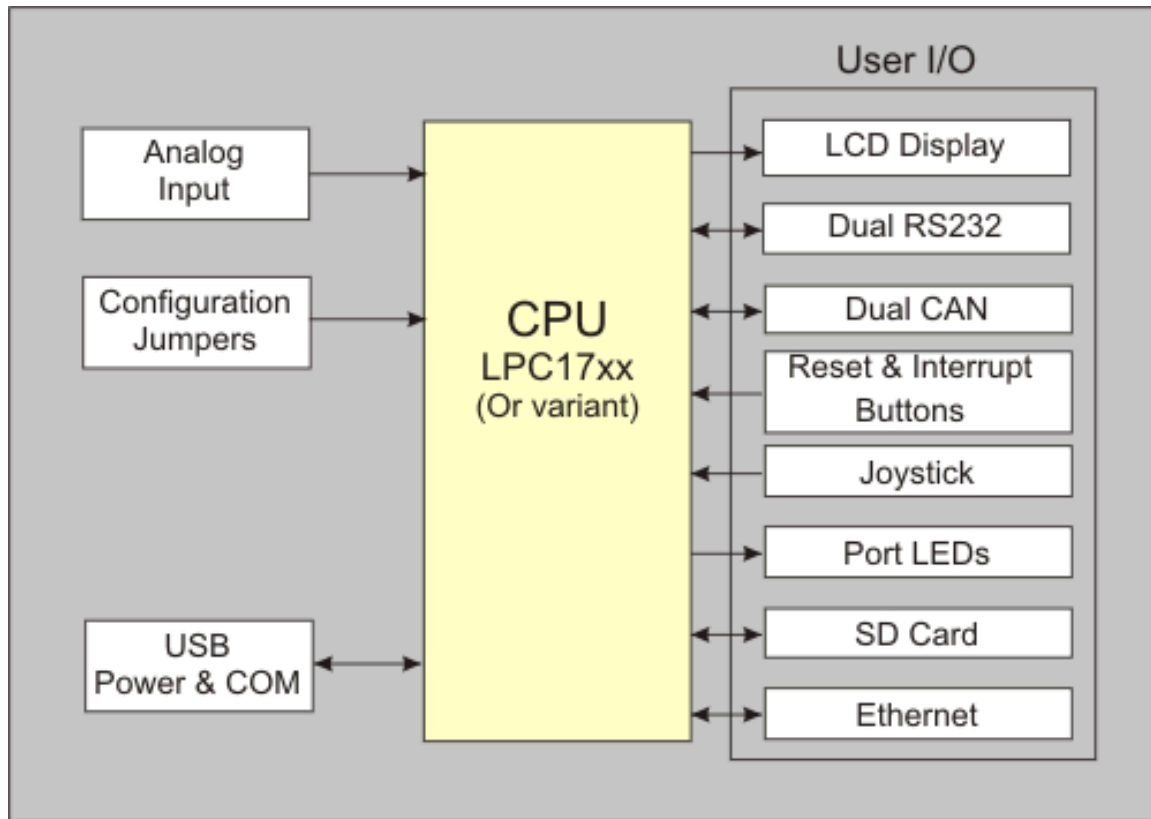 User I/O
Analog
Input
Configuration
Jumpers
USB
Power & COM
CPU
LPC17xx
(Or variant)
LCD Display
Dual RS232
Dual CAN
Reset & Interrupt
Buttons
Joystick
Port LEDs
SD Card
Ethernet